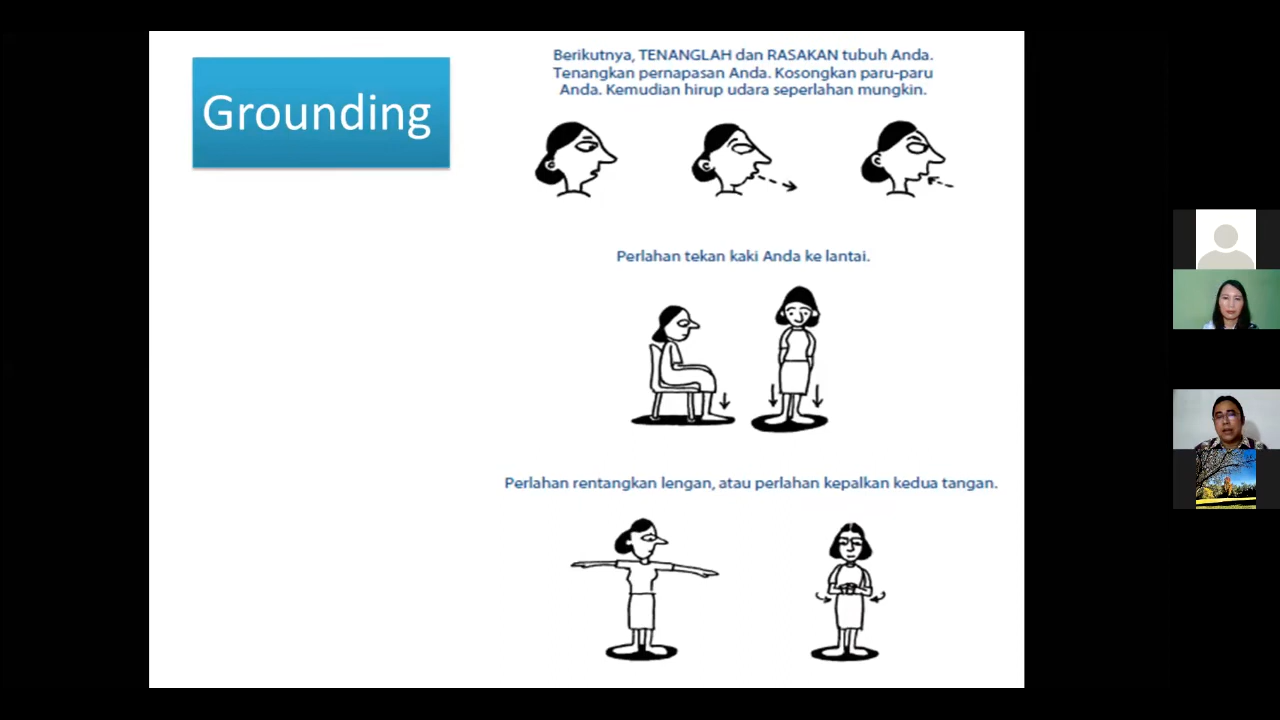 Grounding
Berikutnya, TENANGLAH dan RASAKAN tubuh Anda.
Tenangkan pernapasan Anda. Kosongkan paru-paru
Anda. Kemudian hirup udara seperlahan mungkin.
Perlahan tekan kaki Anda ke lantai.
Perlahan rentangkan lengan, atau perlahan kepalkan kedua tangan.